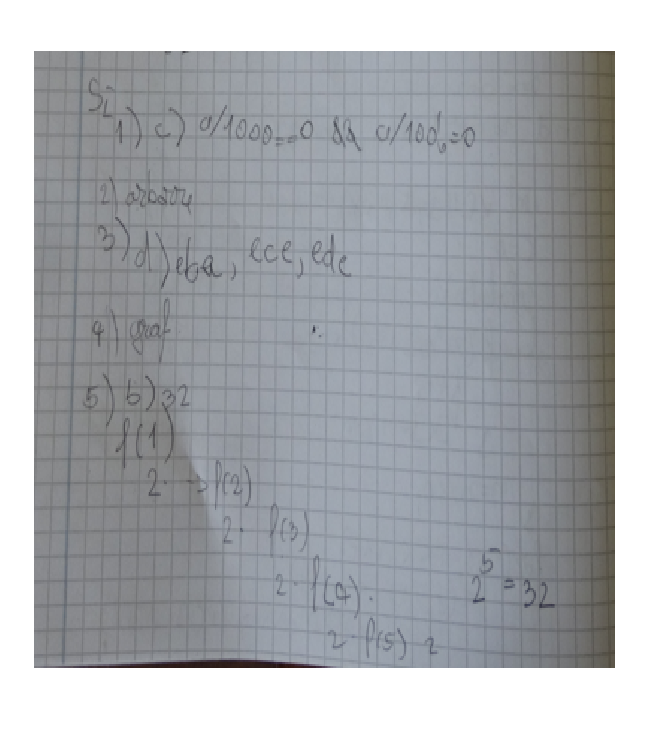 SI
1) c) a/1000==0 && a/100!=0
2) arbori
3) d) eba, ece, ede
4) graf
5) b) 32
f(1)
2· → f(2)
2· f(3)
2· f(4).
2· f(5) 2
2^5 = 32